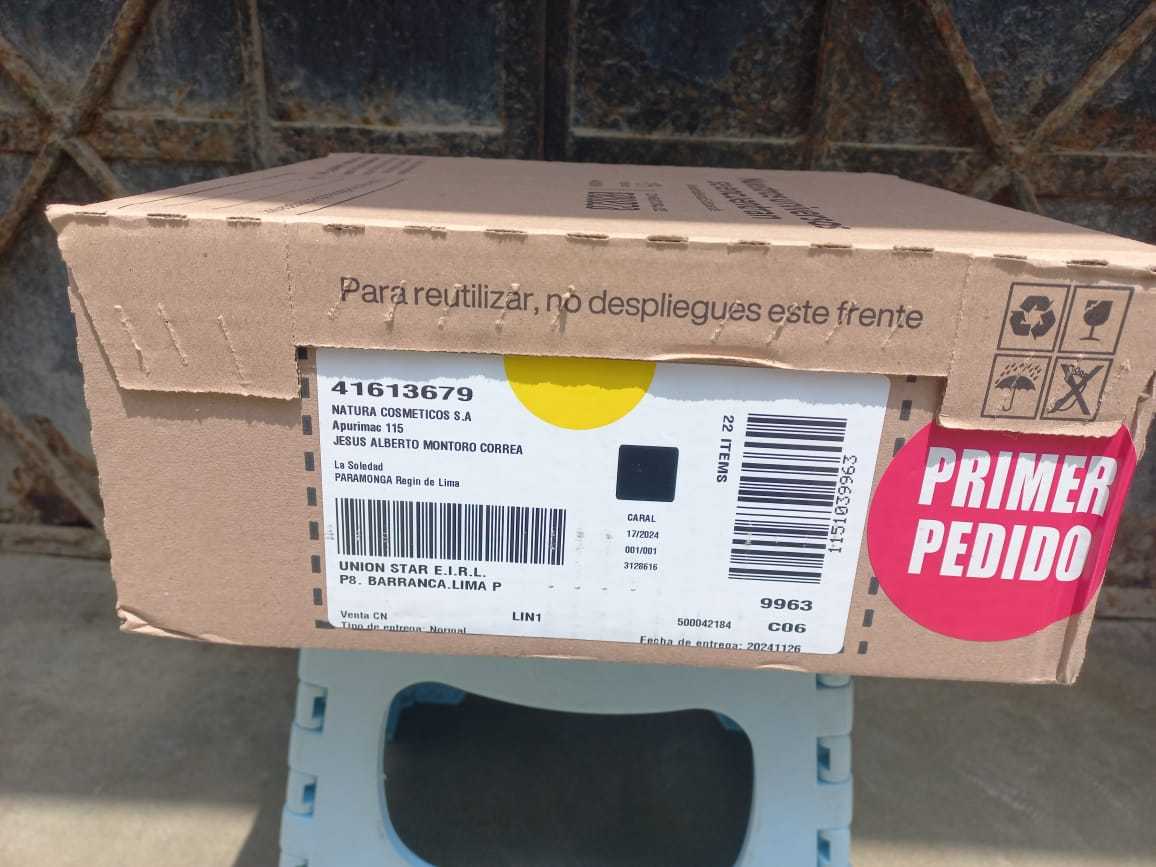 Para reutilizar, no despliegues este frente
41613679
NATURA COSMETICOS S.A
Apurimac 115
JESUS ALBERTO MONTORO CORREA
La Soledad
PARAMONGA Regin de Lima
UNION STAR E.I.R.L.
P8. BARRANCA.LIMA P
Venta CN
LIN1
Tipo de entrega: Normal
CARAL
17/2024
001/001
3128616
22 ITEMS
1151039963
9963
500042184
C06
Fecha de entrega: 20241126
PRIMER
PEDIDO